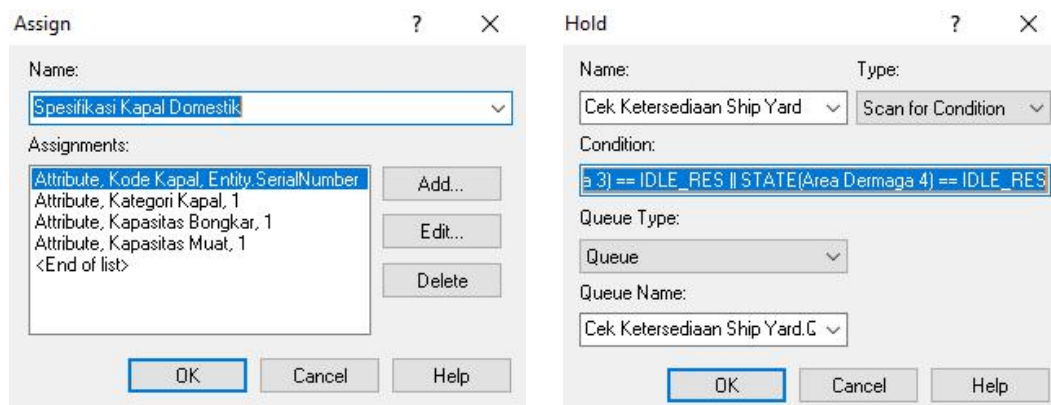 Assign
?
Name:
Spesifikasi Kapal Domestik
Assignments:
Attribute, Kode Kapal, Entity.SerialNumber
Attribute, Kategori Kapal, 1
Attribute, Kapasitas Bongkar, 1
Attribute, Kapasitas Muat, 1
<End of list>
Add...
Edit...
Delete
OK Cancel Help
Hold
?
Name: Type:
Cek Ketersediaan Ship Yard Scan for Condition
Condition:
a 3) == IDLE_RES || STATE(Area Dermaga 4) == IDLE_RES
Queue Type:
Queue
Queue Name:
Cek Ketersediaan Ship Yard.Q
OK Cancel Help